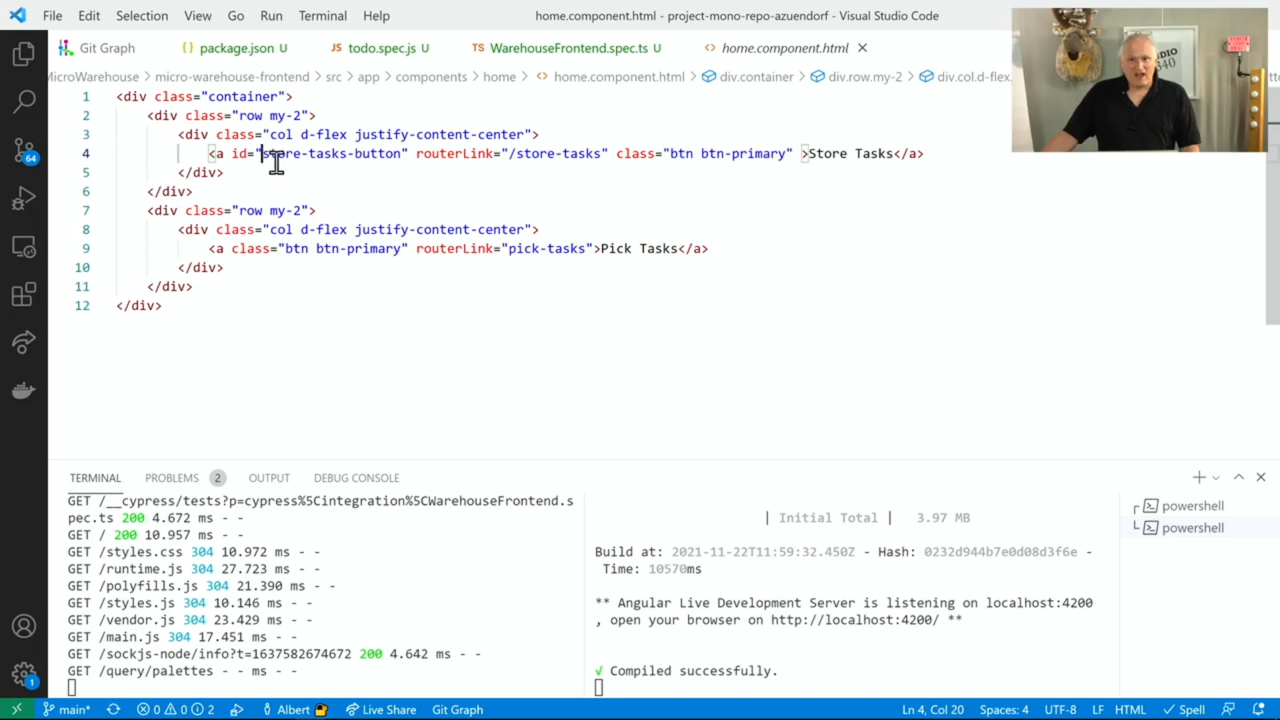 File Edit Selection View Go Run Terminal Help home.component.html - project-mono-repo-azuendorf - Visual Studio Code
Git Graph {} package.json U JS todo.spec.js U TS WarehouseFrontend.spec.ts U <> home.component.html
MicroWarehouse > micro-warehouse-frontend > src > app > components > home > <> home.component.html > div.container > div.row.my-2 > div.col.d-flex.
1 <div class="container">
2 <div class="row my-2">
3 <div class="col d-flex justify-content-center">
4 <a id="store-tasks-button" routerLink="/store-tasks" class="btn btn-primary" >Store Tasks</a>
5 </div>
6 </div>
7 <div class="row my-2">
8 <div class="col d-flex justify-content-center">
9 <a class="btn btn-primary" routerLink="pick-tasks">Pick Tasks</a>
10 </div>
11 </div>
12 </div>
64
TERMINAL PROBLEMS 2 OUTPUT DEBUG CONSOLE
GET /__cypress/tests?p=cypress%5Cintegration%5CWarehouseFrontend.s
pec.ts 200 4.672 ms - -
GET / 200 10.957 ms - -
GET /styles.css 304 10.972 ms - -
GET /runtime.js 304 27.723 ms - -
GET /polyfills.js 304 21.390 ms - -
GET /styles.js 304 10.146 ms - -
GET /vendor.js 304 23.429 ms - -
GET /main.js 304 17.451 ms - -
GET /sockjs-node/info?t=1637582674672 200 4.642 ms - -
GET /query/palettes - - ms - -
| Initial Total | 3.97 MB
Build at: 2021-11-22T11:59:32.450Z - Hash: 0232d944b7e0d08d3f6e -
Time: 10570ms
** Angular Live Development Server is listening on localhost:4200
, open your browser on http://localhost:4200/ **
√ Compiled successfully.
powershell
powershell
1
main* 0 0 2 Albert Live Share Git Graph Ln 4, Col 20 Spaces: 4 UTF-8 LF HTML Spell